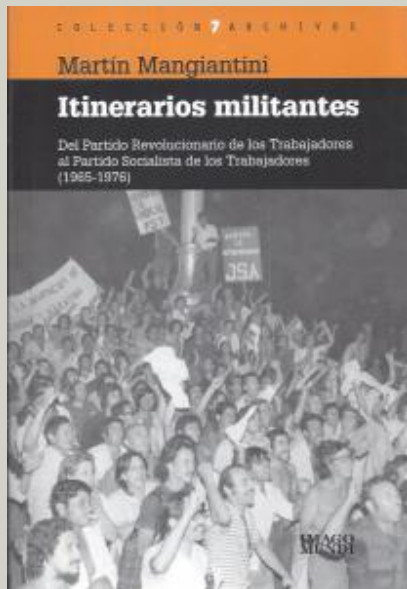 COLECCIÓN 7 ARCHIVOS
Martín Mangiantini
Itinerarios militantes
Del Partido Revolucionario de los Trabajadores
al Partido Socialista de los Trabajadores
(1965-1976)
PST
JSA
IMAGO
MUNDI